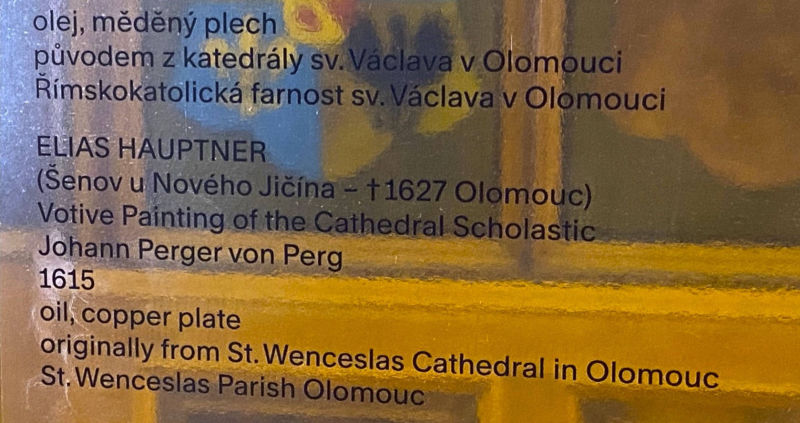 olej, měděný plech
původem z katedrály sv. Václava v Olomouci
Římskokatolická farnost sv. Václava v Olomouci
ELIAS HAUPTNER
(Šenov u Nového Jičína – †1627 Olomouc)
Votive Painting of the Cathedral Scholastic
Johann Perger von Perg
1615
oil, copper plate
originally from St. Wenceslas Cathedral in Olomouc
St. Wenceslas Parish Olomouc